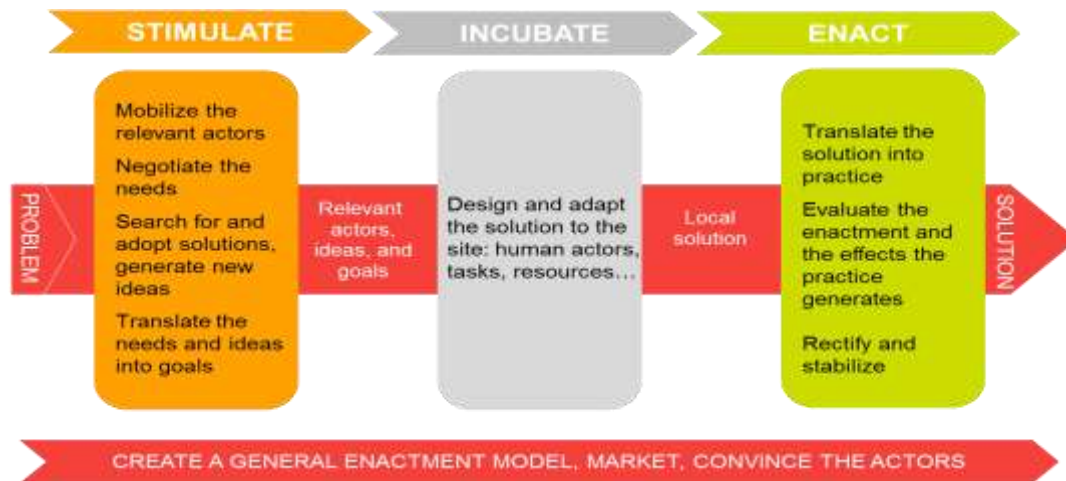 STIMULATE
INCUBATE
ENACT
PROBLEM
Mobilize the
relevant actors
Negotiate the
needs
Search for and
adopt solutions,
generate new
ideas
Translate the
needs and ideas
into goals
Relevant
actors,
ideas, and
goals
Design and adapt
the solution to the
site: human actors,
tasks, resources…
Local
solution
Translate the
solution into
practice
Evaluate the
enactment and
the effects the
practice
generates
Rectify and
stabilize
SOLUTION
CREATE A GENERAL ENACTMENT MODEL, MARKET, CONVINCE THE ACTORS